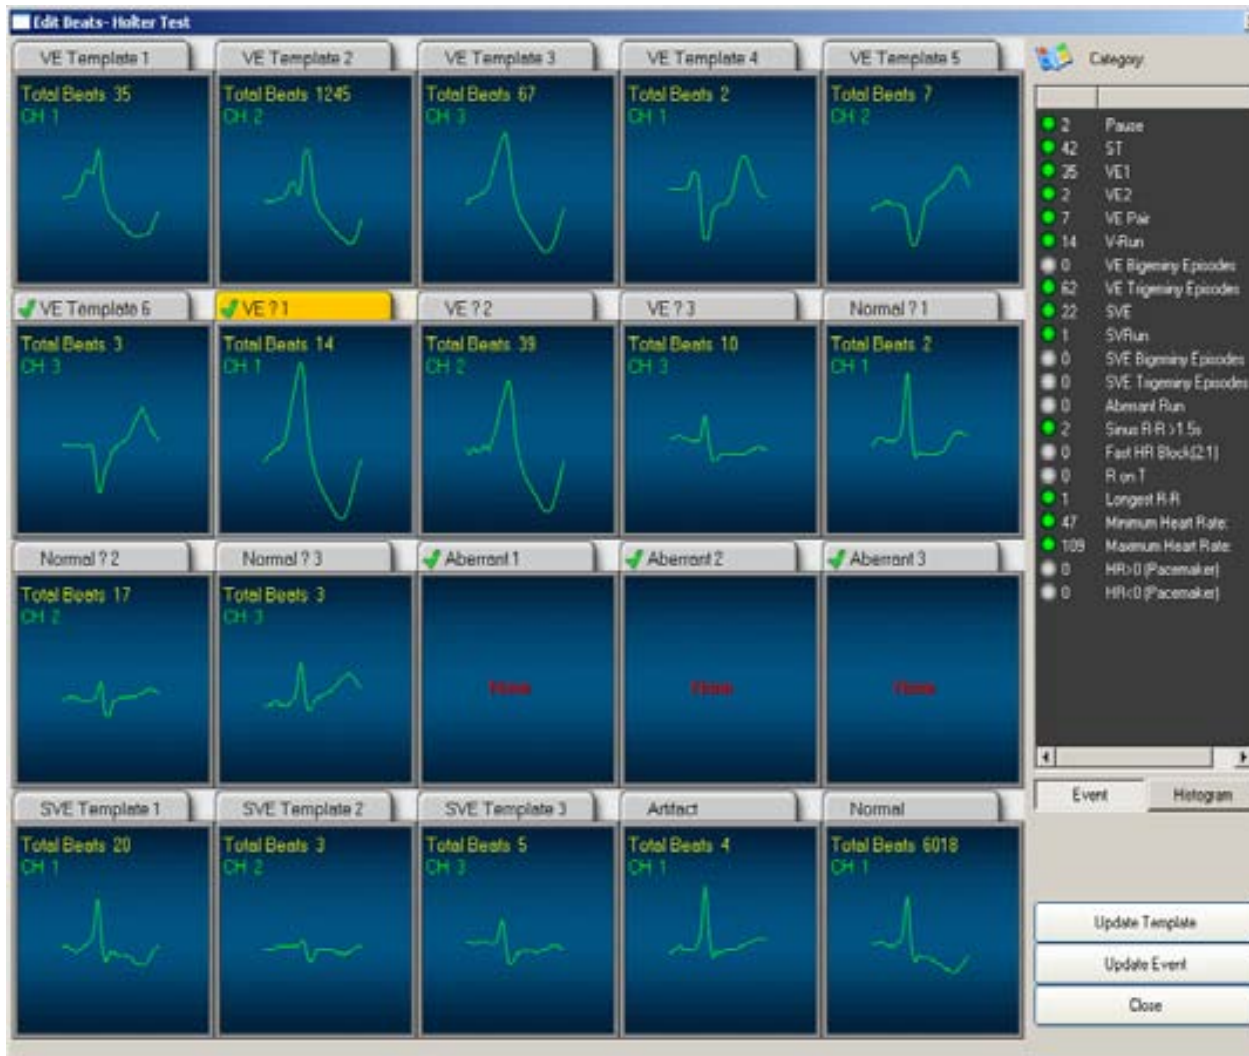 Edit Beats- Holter Test
VE Template 1
VE Template 2
VE Template 3
VE Template 4
VE Template 5
Total Beats 35
Total Beats 1245
Total Beats 67
Total Beats 2
Total Beats 7
CH 1
CH 2
CH 3
CH 1
CH 2
VE Template 6
VE ? 1
VE ? 2
VE ? 3
Normal ? 1
Total Beats 3
Total Beats 14
Total Beats 39
Total Beats 10
Total Beats 2
CH 3
CH 1
CH 2
CH 3
CH 1
Normal ? 2
Normal ? 3
Aberrant 1
Aberrant 2
Aberrant 3
Total Beats 17
Total Beats 3
CH 2
CH 3
SVE Template 1
SVE Template 2
SVE Template 3
Artifact
Normal
Total Beats 20
Total Beats 3
Total Beats 5
Total Beats 4
Total Beats 6018
CH 1
CH 2
CH 3
CH 1
CH 1
Category:
2 Pause
42 ST
35 VE1
2 VE2
7 VE Pair
14 V-Run
0 VE Bigeminy Episodes
62 VE Trigeminy Episodes
22 SVE
1 SVRun
0 SVE Bigeminy Episodes
0 SVE Trigeminy Episodes
0 Aberrant Run
2 Sinus R-R >1.5s
0 Fast HR Block(2:1)
0 R on T
1 Longest R-R
47 Minimum Heart Rate:
109 Maximum Heart Rate:
0 HR>0 (Pacemaker)
0 HR<0 (Pacemaker)
Event
Histogram
Update Template
Update Event
Close